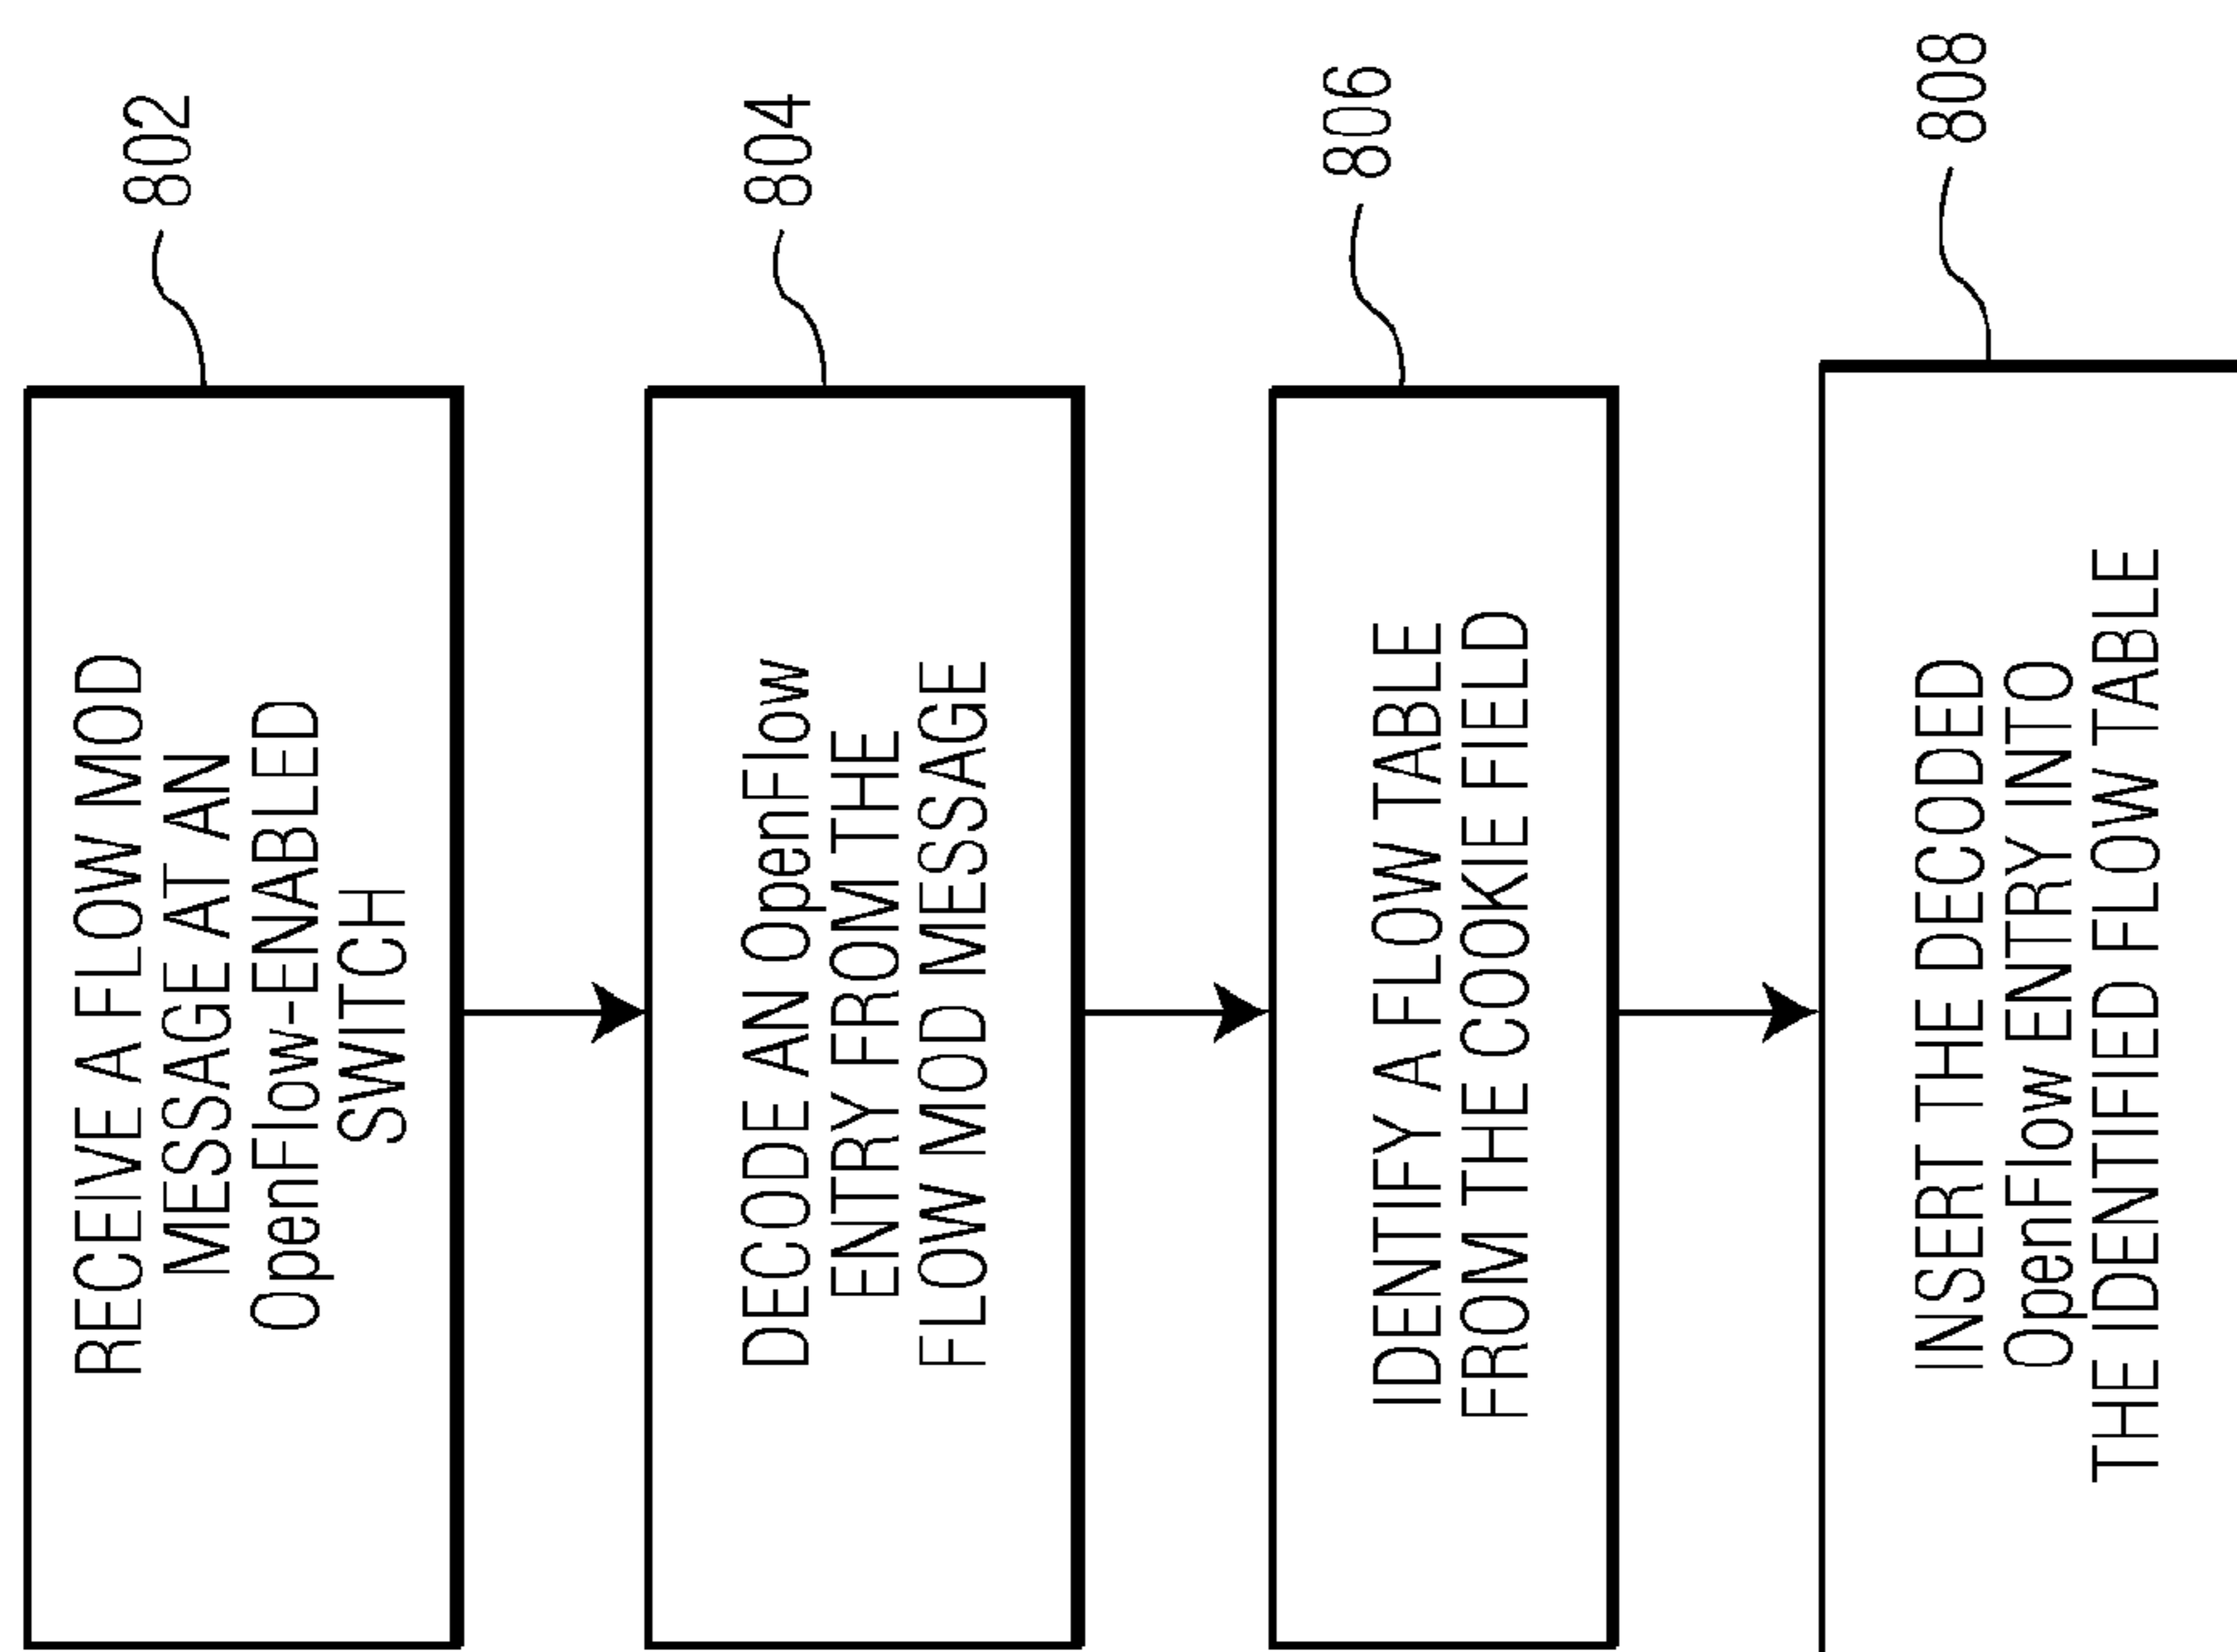 RECEIVE A FLOW MOD
MESSAGE AT AN
OpenFlow-ENABLED
SWITCH
802
DECODE AN OpenFlow
ENTRY FROM THE
FLOW MOD MESSAGE
804
IDENTIFY A FLOW TABLE
FROM THE COOKIE FIELD
806
INSERT THE DECODED
OpenFlow ENTRY INTO
THE IDENTIFIED FLOW TABLE
808